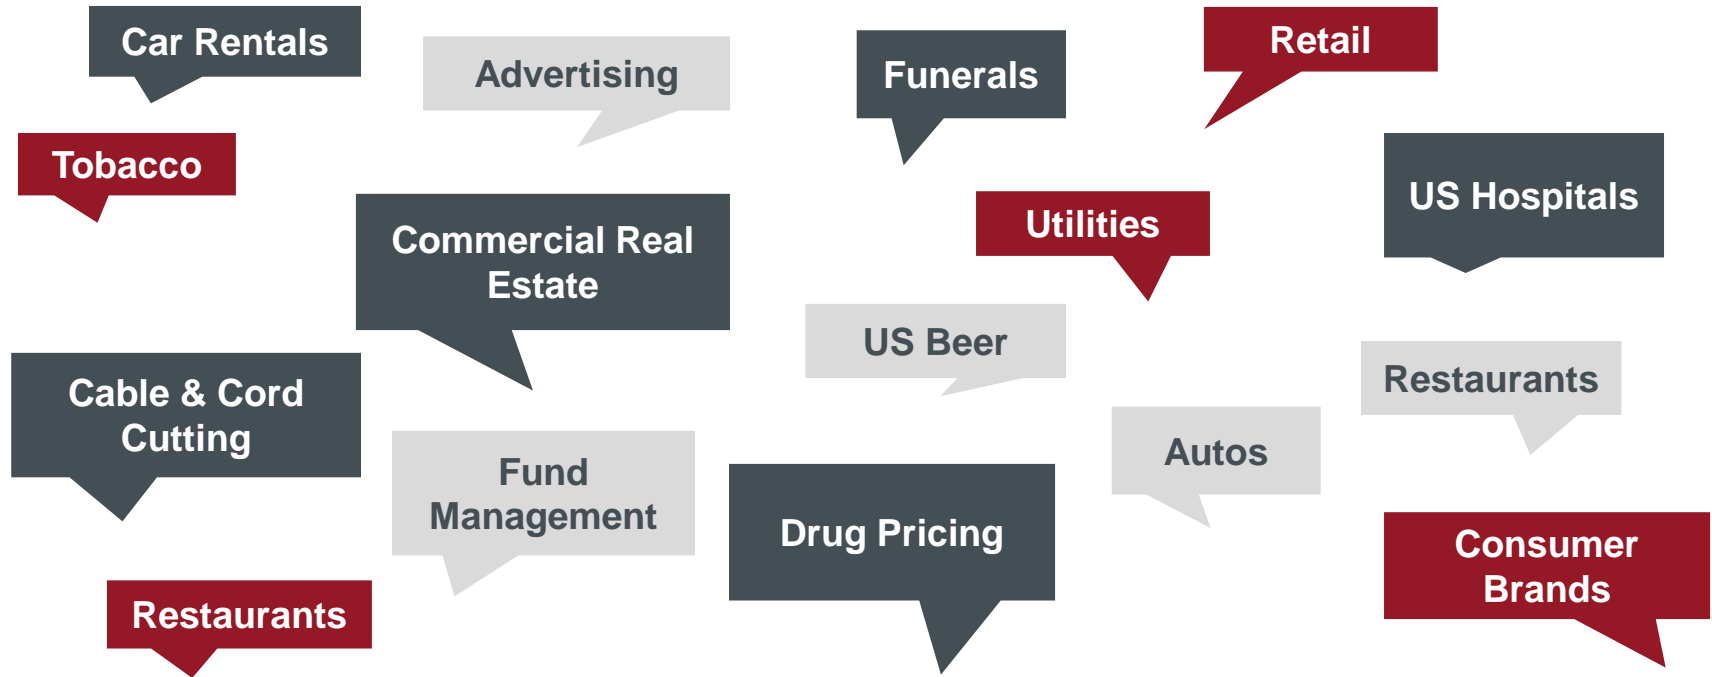 Car Rentals
Advertising
Funerals
Retail
Tobacco
Commercial Real
Estate
Utilities
US Hospitals
US Beer
Restaurants
Cable & Cord
Cutting
Fund
Management
Autos
Drug Pricing
Consumer
Brands
Restaurants